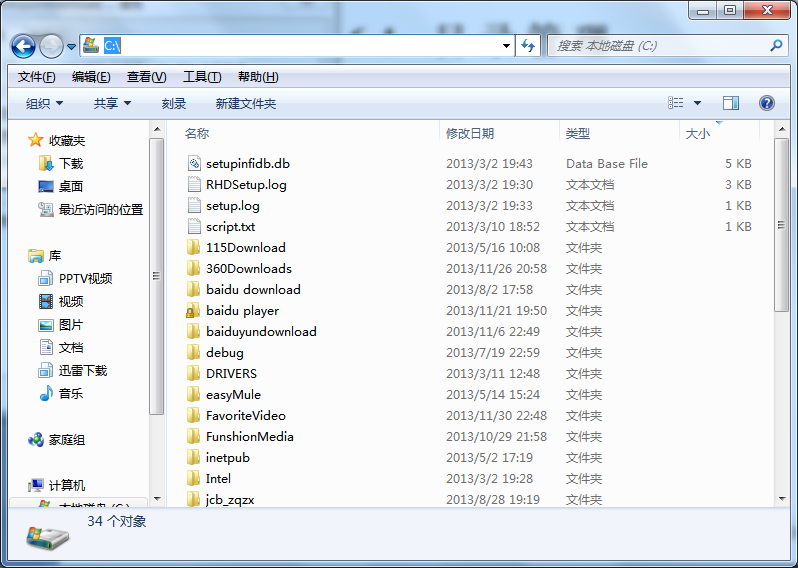 C:\
搜索 本地磁盘 (C:)
文件(F) 编辑(E) 查看(V) 工具(T) 帮助(H)
组织 共享 刻录 新建文件夹
收藏夹
下载
桌面
最近访问的位置
库
PPTV视频
视频
图片
文档
迅雷下载
音乐
家庭组
计算机
本地磁盘 (C:)
名称 修改日期 类型 大小
setupinfidb.db 2013/3/2 19:43 Data Base File 5 KB
RHDSetup.log 2013/3/2 19:30 文本文档 3 KB
setup.log 2013/3/2 19:33 文本文档 1 KB
script.txt 2013/3/10 18:52 文本文档 1 KB
115Download 2013/5/16 10:08 文件夹
360Downloads 2013/11/26 20:58 文件夹
baidu download 2013/8/2 17:58 文件夹
baidu player 2013/11/21 19:50 文件夹
baiduyundownload 2013/11/6 22:49 文件夹
debug 2013/7/19 22:59 文件夹
DRIVERS 2013/3/11 12:48 文件夹
easyMule 2013/5/14 15:24 文件夹
FavoriteVideo 2013/11/30 22:48 文件夹
FunshionMedia 2013/10/29 21:58 文件夹
inetpub 2013/5/2 17:19 文件夹
Intel 2013/3/2 19:28 文件夹
jcb_zqzx 2013/8/28 19:19 文件夹
34 个对象